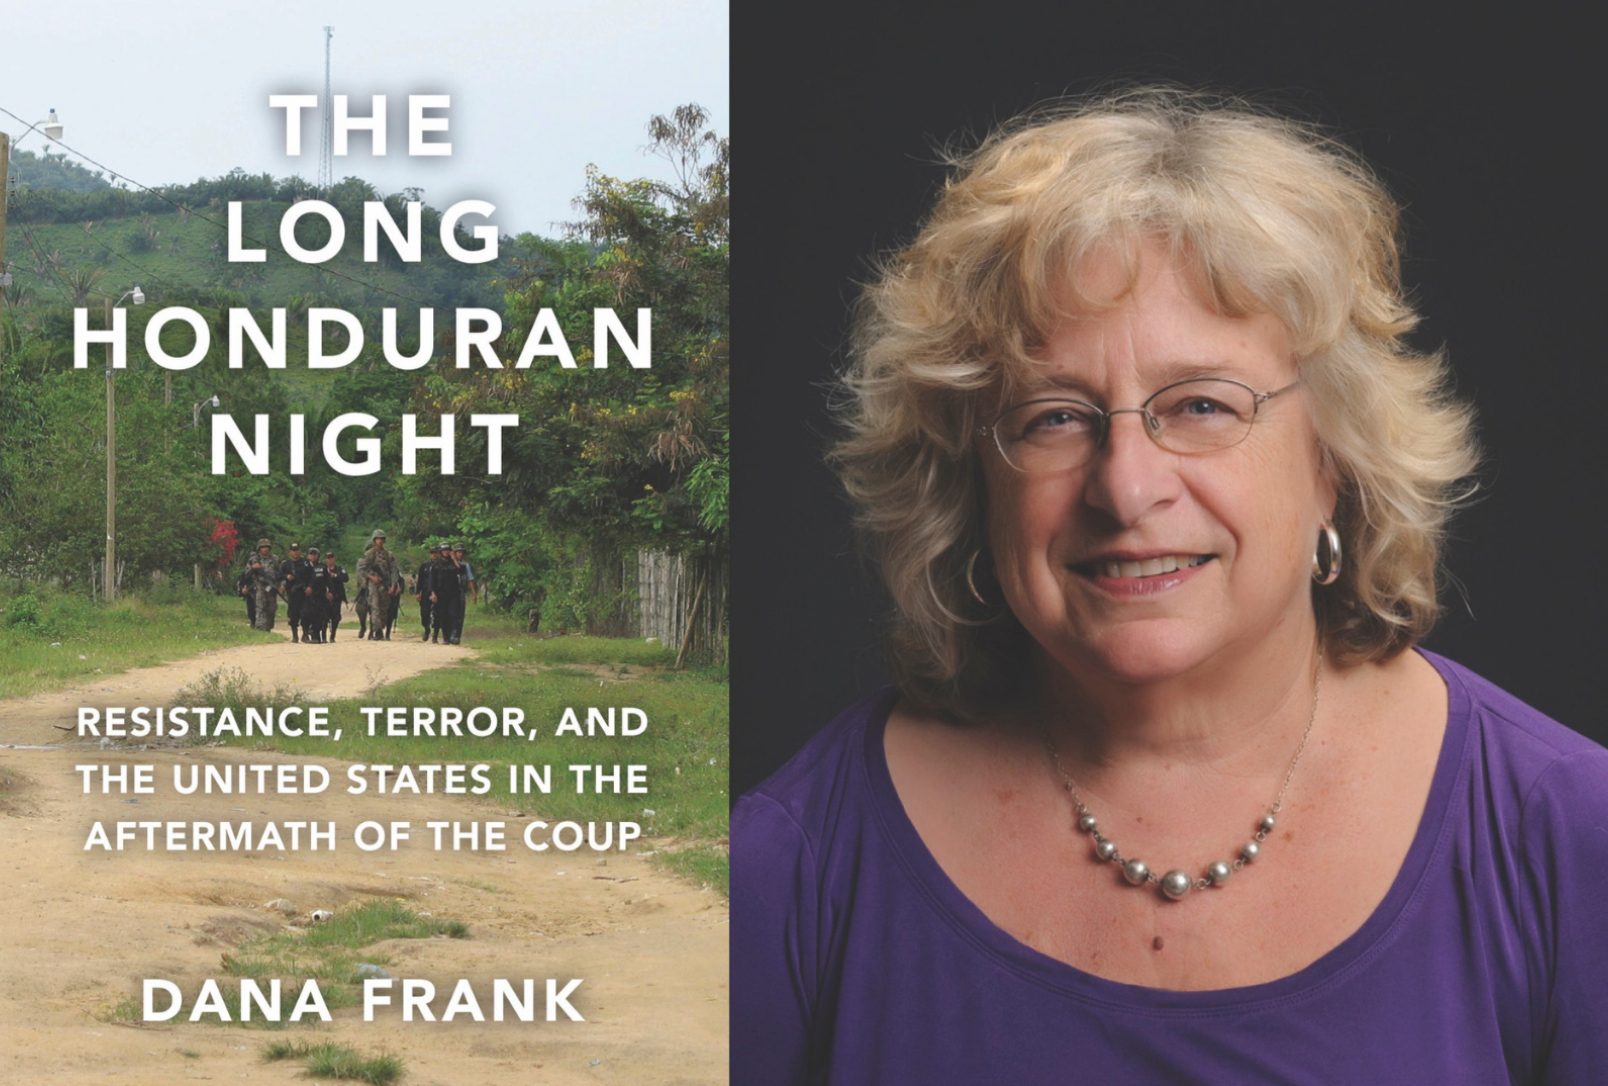 THE
LONG
HONDURAN
NIGHT
RESISTANCE, TERROR, AND
THE UNITED STATES IN THE
AFTERMATH OF THE COUP
DANA FRANK